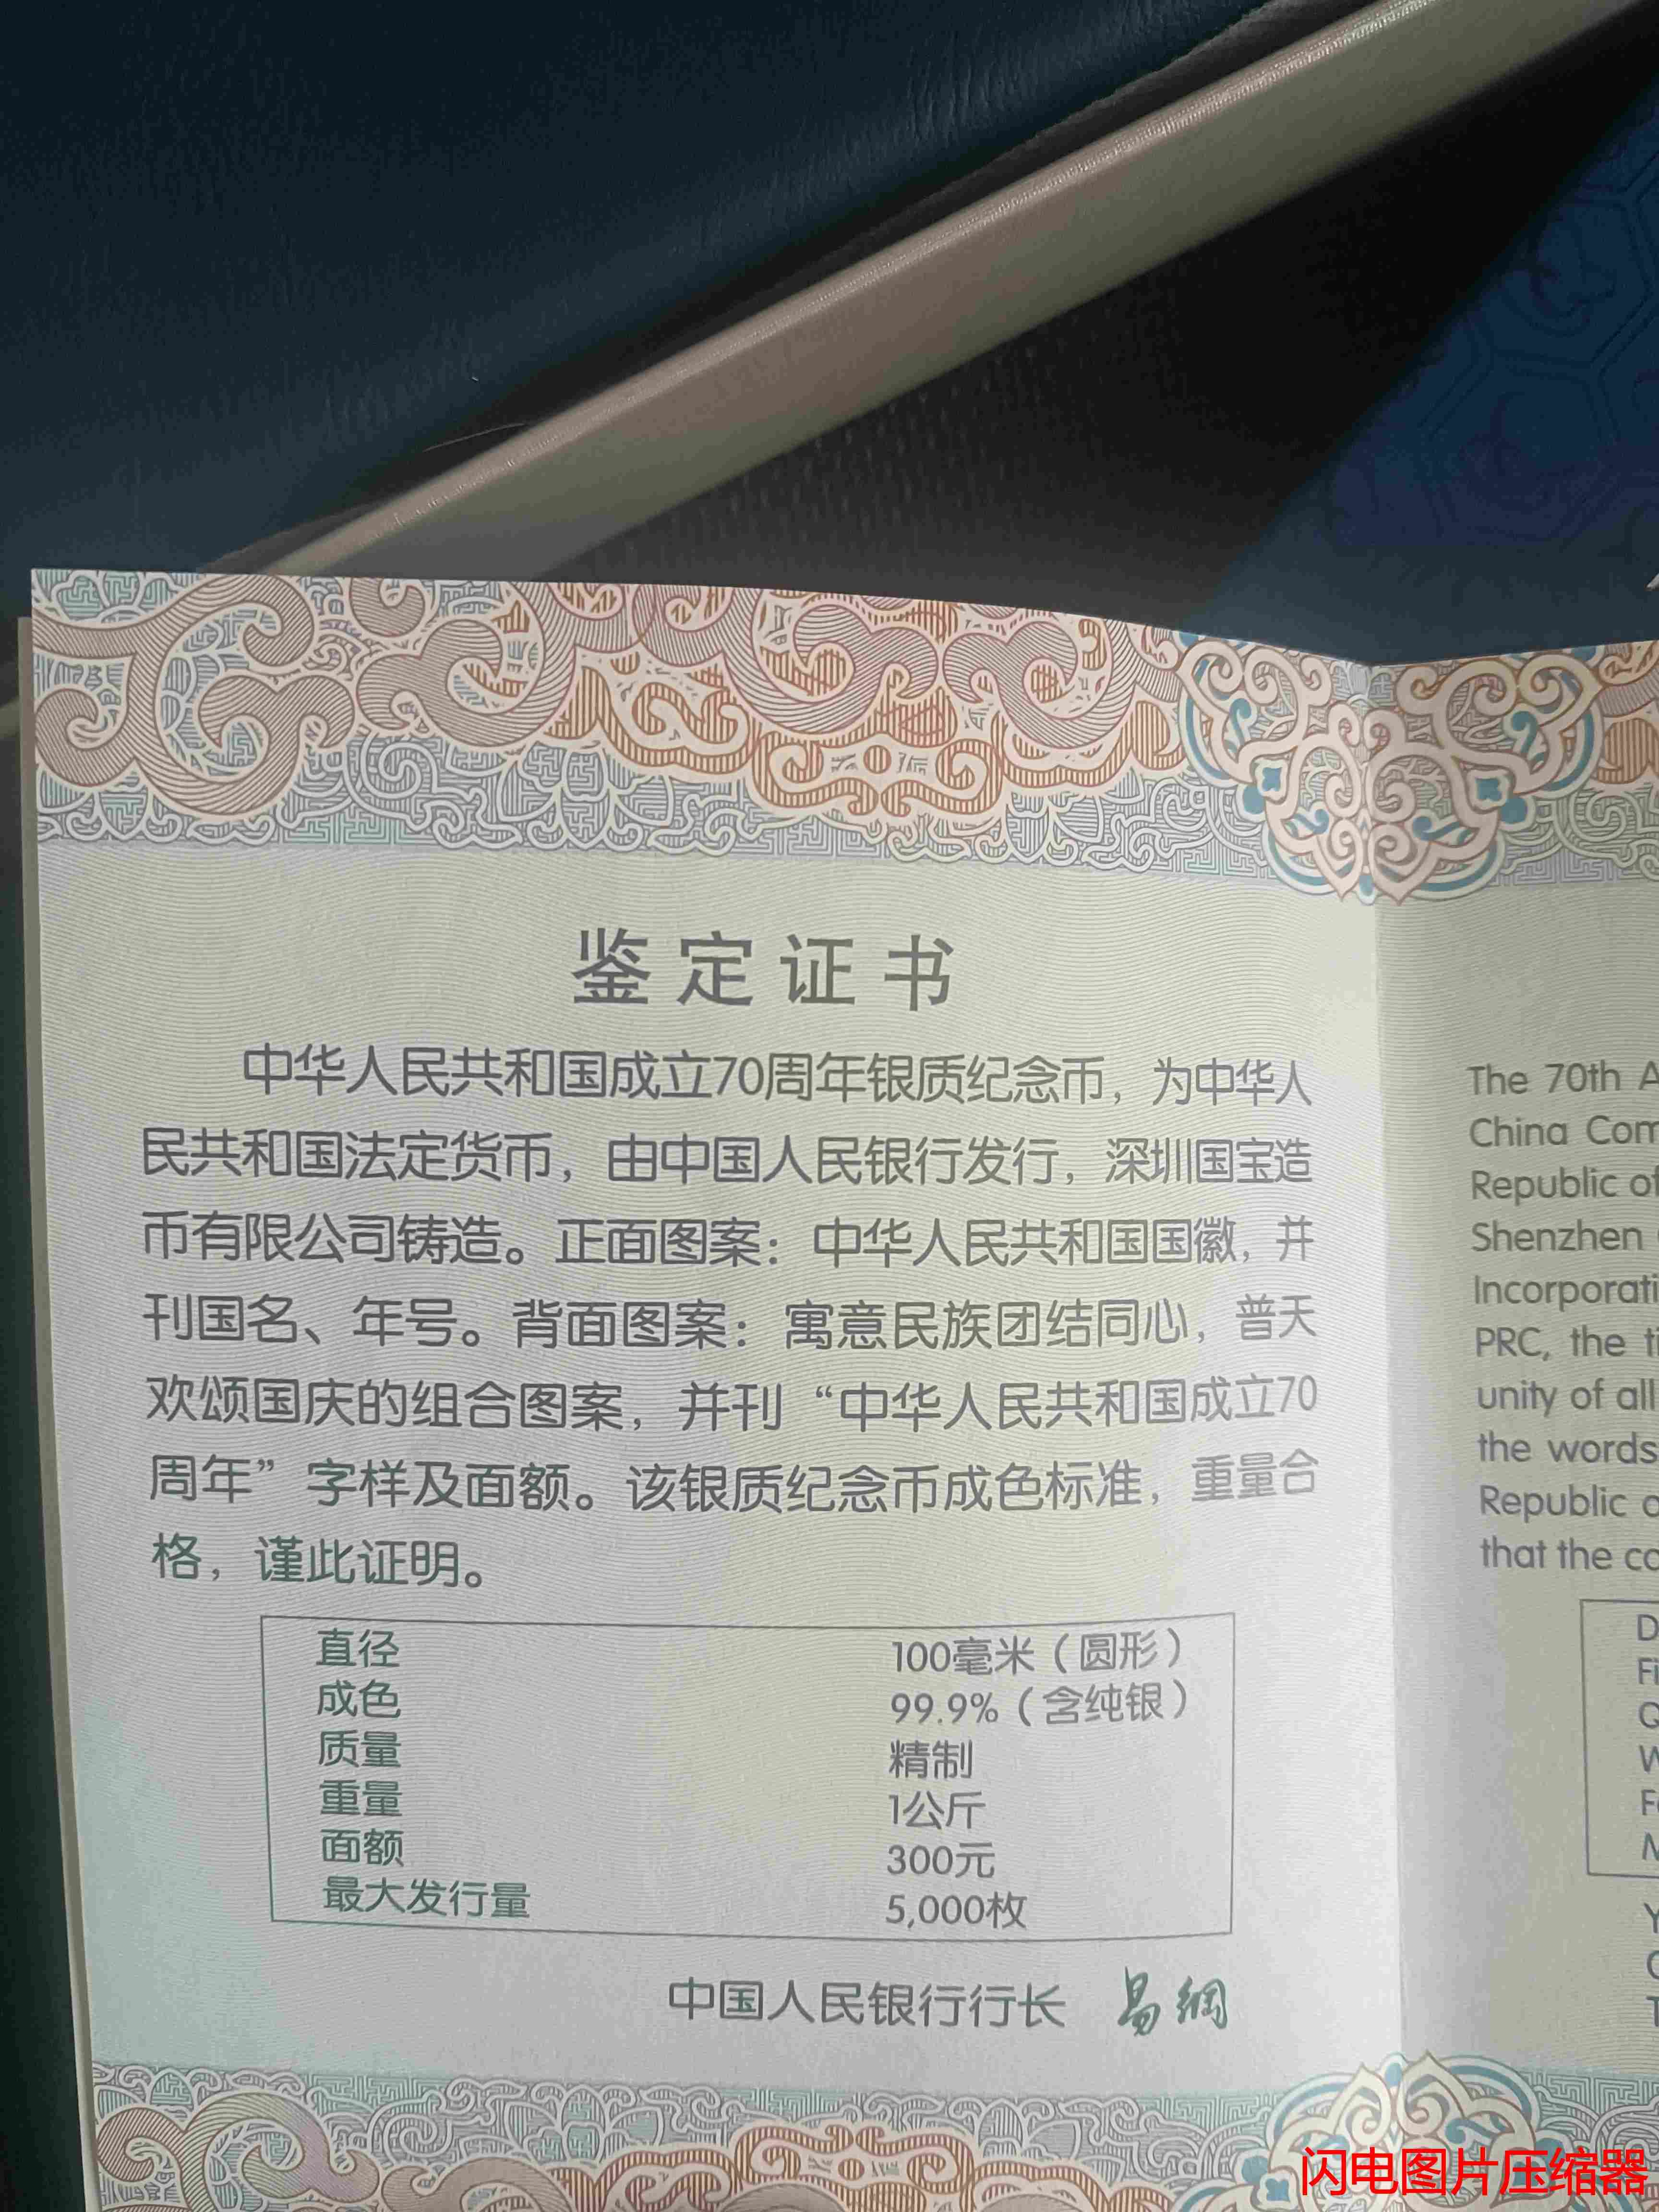 鉴定证书
中华人民共和国成立70周年银质纪念币，为中华人
民共和国法定货币，由中国人民银行发行，深圳国宝造
币有限公司铸造。正面图案：中华人民共和国国徽，并
刊国名、年号。背面图案：寓意民族团结同心，普天
欢颂国庆的组合图案，并刊“中华人民共和国成立70
周年”字样及面额。该银质纪念币成色标准，重量合
格，谨此证明。
直径 100毫米（圆形）
成色 99.9%（含纯银）
质量 精制
重量 1公斤
面额 300元
最大发行量 5,000枚
中国人民银行行长 易纲
The 70th A
China Com
Republic of
Shenzhen
Incorporati
PRC, the ti
unity of all
the words
Republic o
that the co
D
Fi
Q
W
Fa
M
Y
G
T
闪电图片压缩器